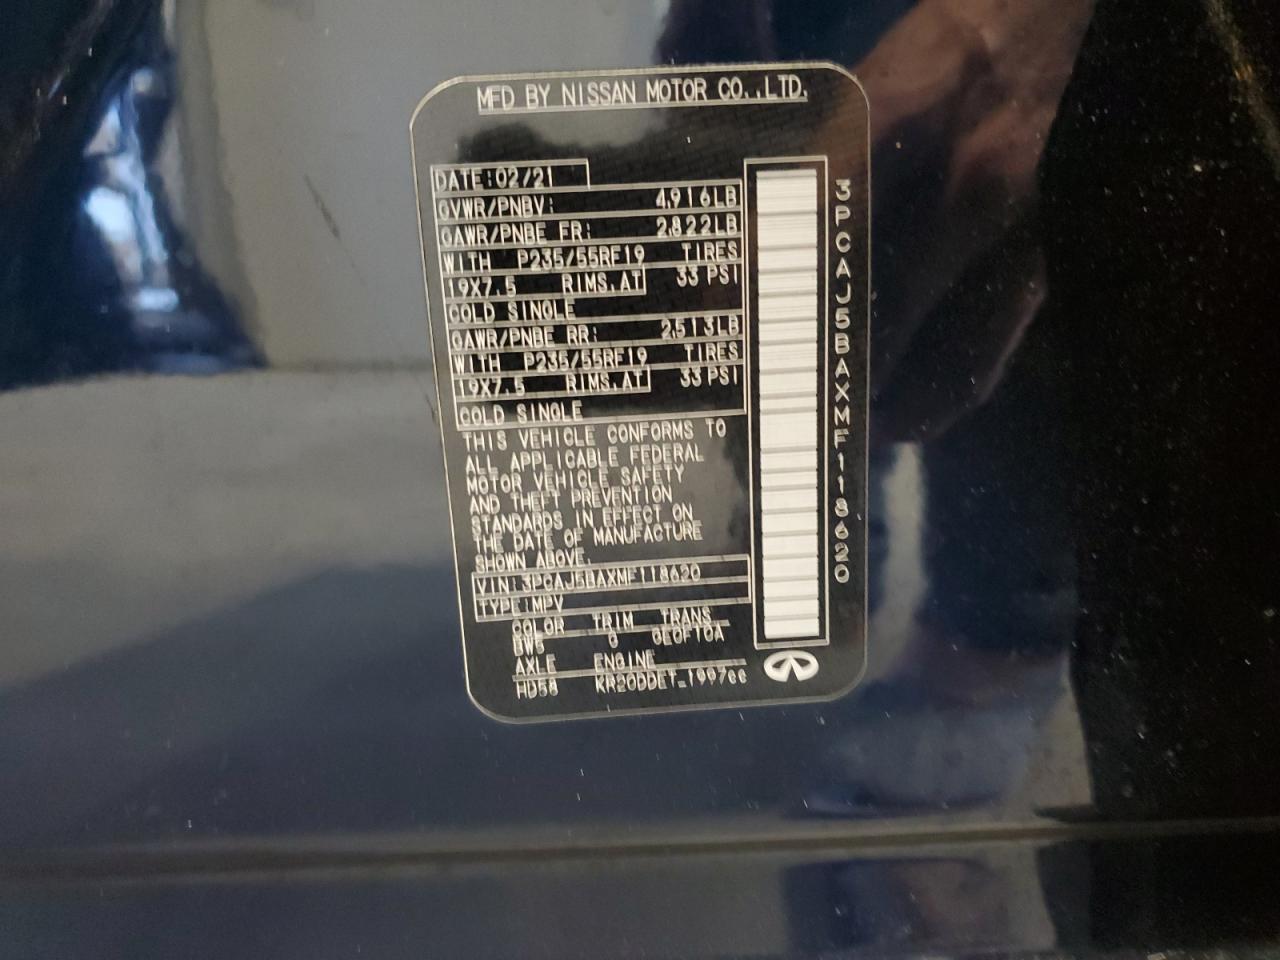 MFD BY NISSAN MOTOR CO.,LTD.
DATE:02/21
GVWR/PNBV: 4,916LB
GAWR/PNBE FR: 2,822LB
WITH P235/55RF19 TIRES
19X7.5 RIMS,AT 33 PSI
COLD SINGLE
GAWR/PNBE RR: 2,513LB
WITH P235/55RF19 TIRES
19X7.5 RIMS,AT 33 PSI
COLD SINGLE
THIS VEHICLE CONFORMS TO
ALL APPLICABLE FEDERAL
MOTOR VEHICLE SAFETY
AND THEFT PREVENTION
STANDARDS IN EFFECT ON
THE DATE OF MANUFACTURE
SHOWN ABOVE.
VIN:3PCAJ5BAXMF118620
TYPE:MPV
COLOR TRIM TRANS
BW5 G GE0F10A
AXLE ENGINE
HD58 KR20DDET-1997cc
3PCAJ5BAXMF118620